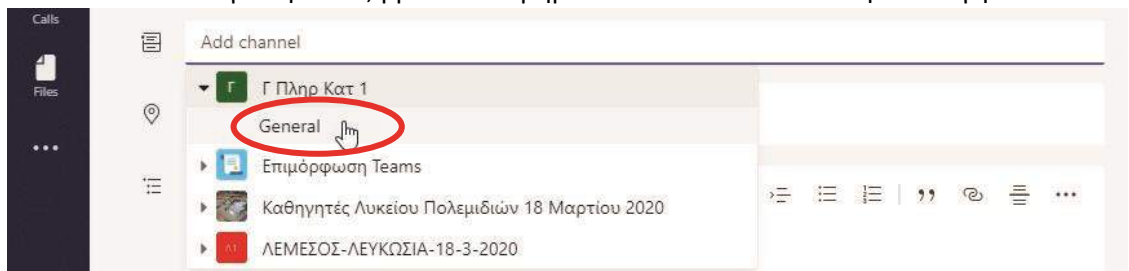 Calls
Add channel
Files
Γ
Γ Πληρ Κατ 1
General
Επιμόρφωση Teams
Καθηγητές Λυκείου Πολεμιδιών 18 Μαρτίου 2020
ΛΕΜΕΣΟΣ-ΛΕΥΚΩΣΙΑ-18-3-2020